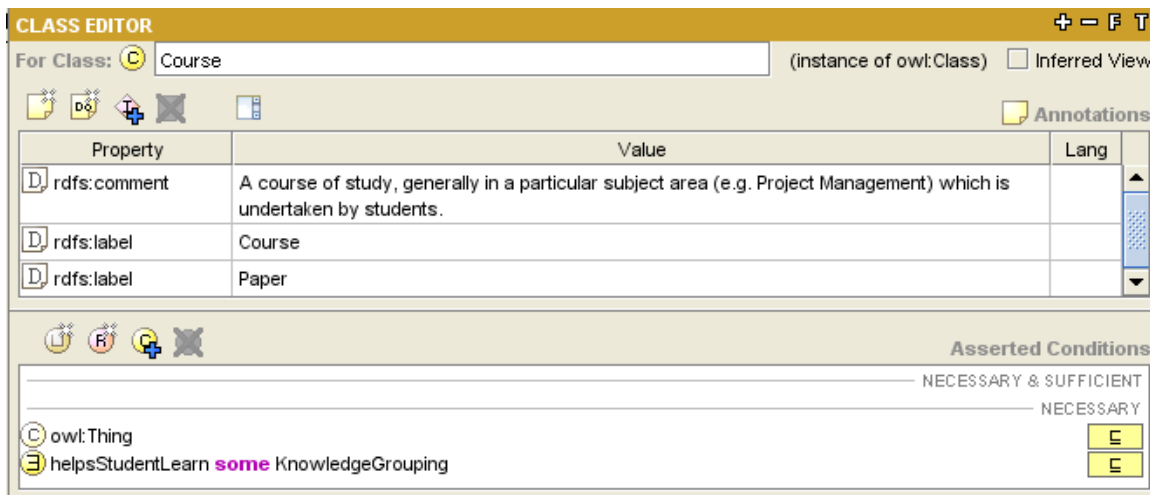 CLASS EDITOR
F T
For Class: C Course (instance of owl:Class) Inferred View
Annotations
Property Value Lang
D rdfs:comment A course of study, generally in a particular subject area (e.g. Project Management) which is
undertaken by students.
D rdfs:label Course
D rdfs:label Paper
Asserted Conditions
NECESSARY & SUFFICIENT
NECESSARY
C owl:Thing ⊑
∃ helpsStudentLearn some KnowledgeGrouping ⊑